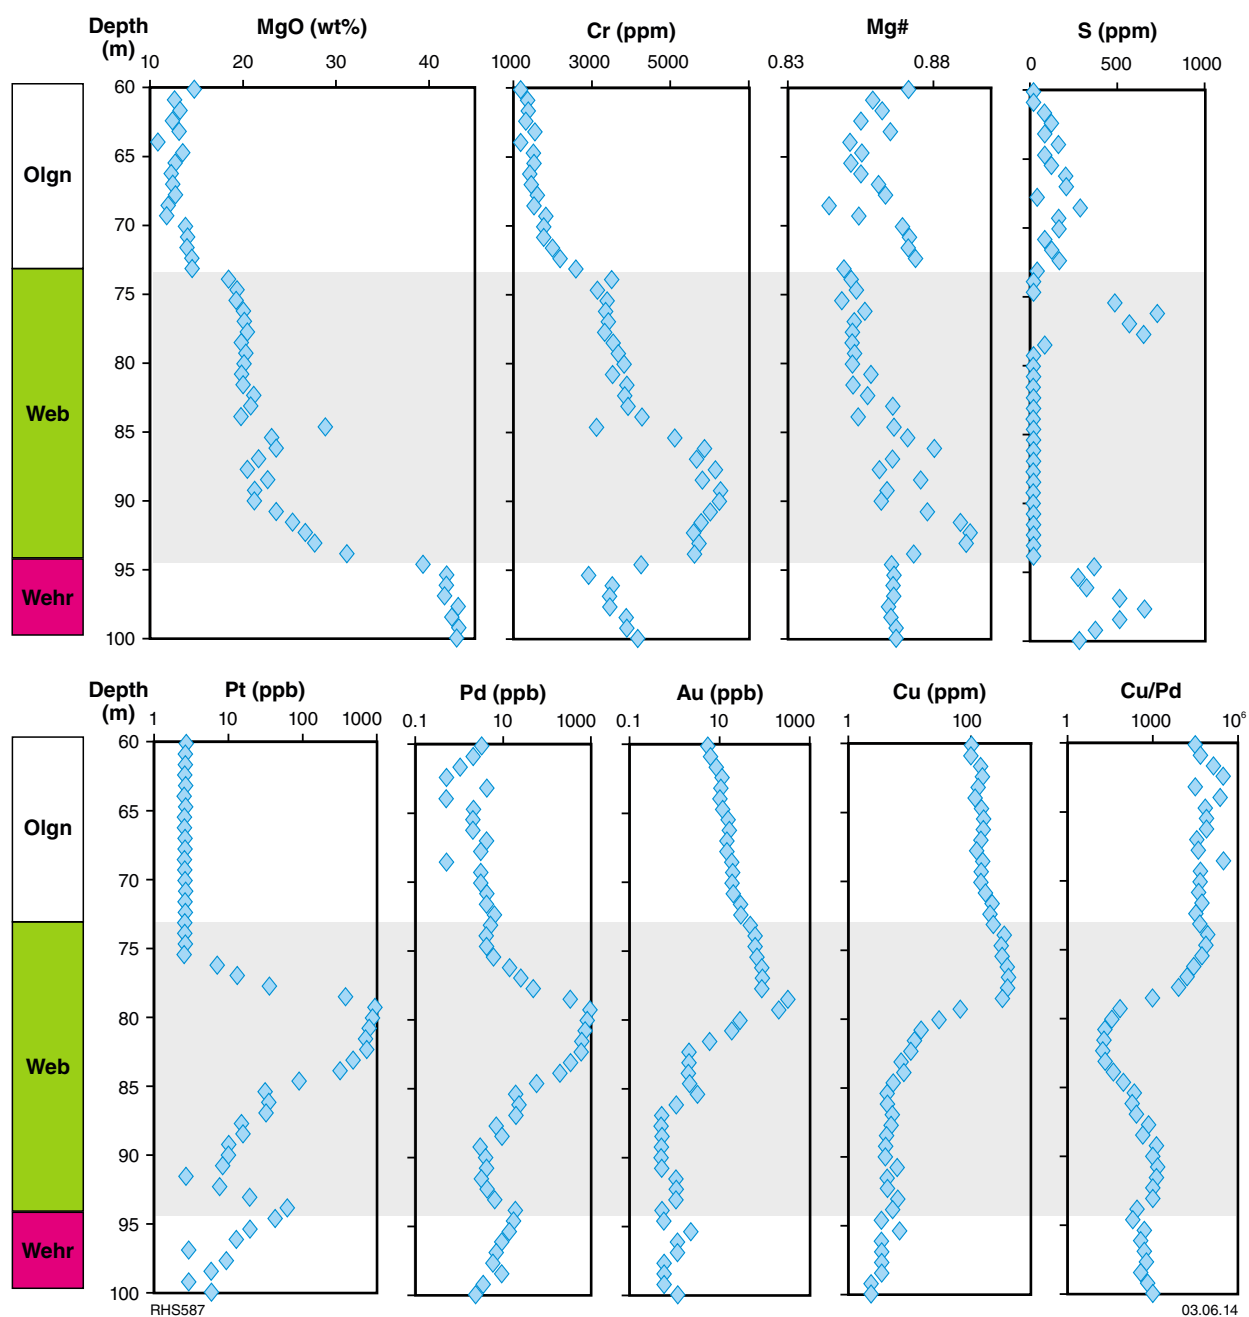 Depth
(m)
MgO (wt%)
Cr (ppm)
Mg#
S (ppm)
10 20 30 40
1000 3000 5000
0.83 0.88
0 500 1000
60
65
70
75
80
85
90
95
100
Olgn
Web
Wehr
Depth
(m)
Pt (ppb)
Pd (ppb)
Au (ppb)
Cu (ppm)
Cu/Pd
1 10 100 1000
0.1 10 1000
0.1 10 1000
1 100
1 1000 10⁶
60
65
70
75
80
85
90
95
100
Olgn
Web
Wehr
RHS587
03.06.14